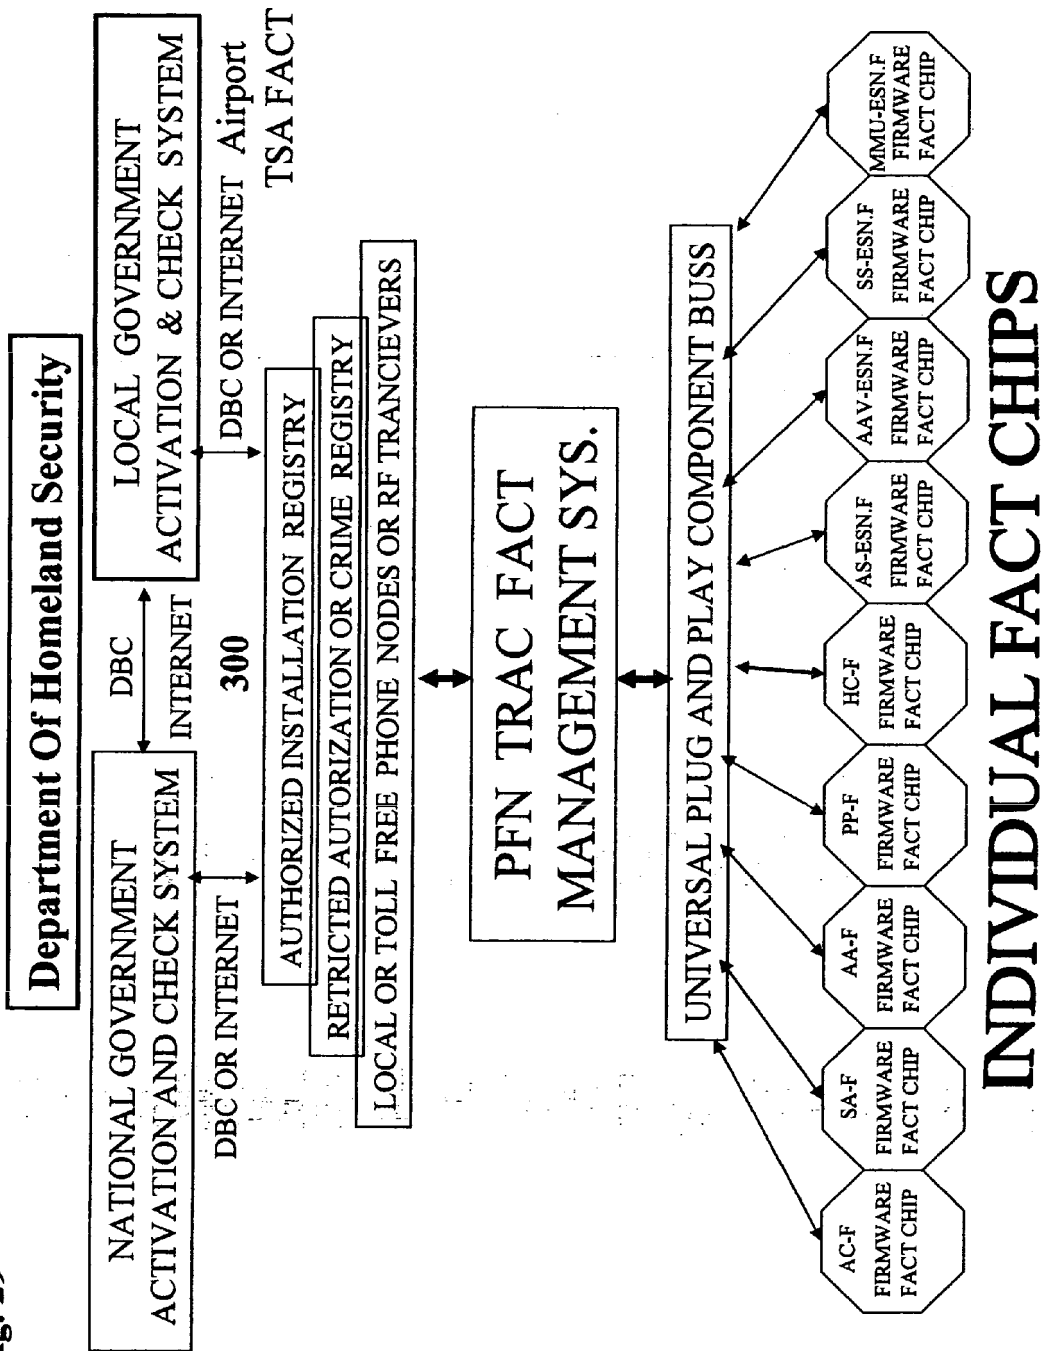 Department Of Homeland Security
NATIONAL GOVERNMENT
ACTIVATION AND CHECK SYSTEM
DBC
INTERNET
LOCAL GOVERNMENT
ACTIVATION & CHECK SYSTEM
DBC OR INTERNET
300
DBC OR INTERNET Airport
TSA FACT
AUTHORIZED INSTALLATION REGISTRY
RETRICTED AUTORIZATION OR CRIME REGISTRY
LOCAL OR TOLL FREE PHONE NODES OR RF TRANCIEVERS
PFN TRAC FACT
MANAGEMENT SYS.
UNIVERSAL PLUG AND PLAY COMPONENT BUSS
AC-F
FIRMWARE
FACT CHIP
SA-F
FIRMWARE
FACT CHIP
AA-F
FIRMWARE
FACT CHIP
PP-F
FIRMWARE
FACT CHIP
HC-F
FIRMWARE
FACT CHIP
AS-ESN.F
FIRMWARE
FACT CHIP
AAV-ESN.F
FIRMWARE
FACT CHIP
SS-ESN.F
FIRMWARE
FACT CHIP
MMU-ESN.F
FIRMWARE
FACT CHIP
INDIVIDUAL FACT CHIPS